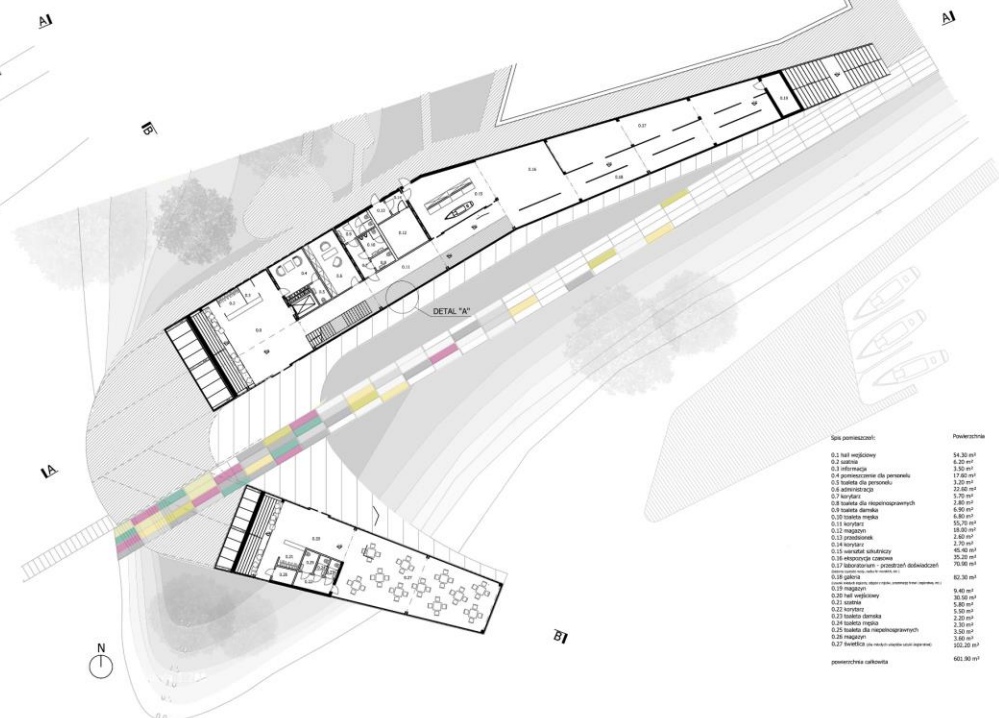 A
A
B
DETAL "A"
A
N
B
Spis pomieszczeń: Powierzchnia
0.1 hall wejściowy 54.30 m²
0.2 szatnia 6.20 m²
0.3 informacja 3.50 m²
0.4 pomieszczenie dla personelu 17.60 m²
0.5 toaleta dla personelu 3.20 m²
0.6 administracja 22.60 m²
0.7 korytarz 5.70 m²
0.8 toaleta dla niepełnosprawnych 2.80 m²
0.9 toaleta damska 6.90 m²
0.10 toaleta męska 6.80 m²
0.11 korytarz 55,70 m²
0.12 magazyn 18.00 m²
0.13 przedsionek 2.60 m²
0.14 korytarz 2.70 m²
0.15 warsztat szkutniczy 45.40 m²
0.16 ekspozycja czasowa 35.20 m²
0.17 laboratorium - przestrzeń doświadczeń 70.90 m²
0.18 galeria 82.30 m²
0.19 magazyn 9.40 m²
0.20 hall wejściowy 30.50 m²
0.21 szatnia 5.80 m²
0.22 korytarz 5.50 m²
0.23 toaleta damska 2.20 m²
0.24 toaleta męska 2.30 m²
0.25 toaleta dla niepełnosprawnych 3.50 m²
0.26 magazyn 3.60 m²
0.27 świetlica 102.20 m²
powierzchnia całkowita 601.90 m²